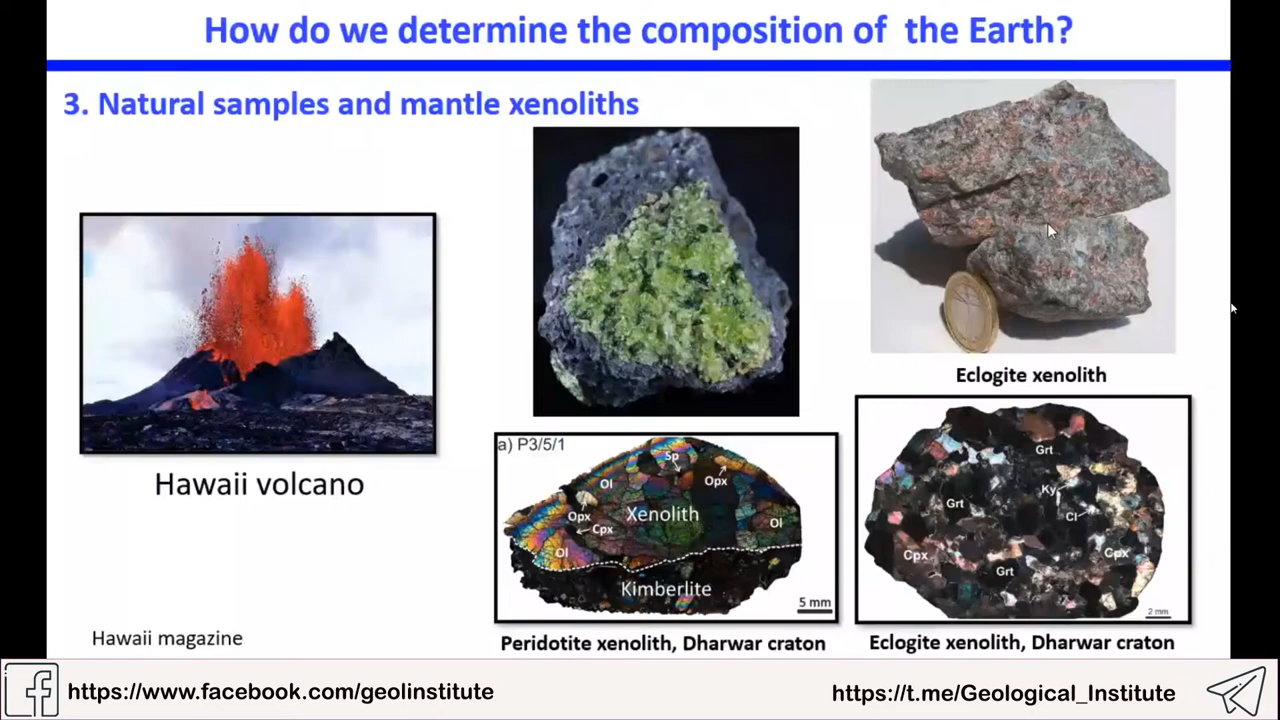 How do we determine the composition of the Earth?
3. Natural samples and mantle xenoliths
Eclogite xenolith
Hawaii volcano
a) P3/5/1
Sp
Ol
Opx
Opx
Xenolith
Cpx
Ol
Ol
Kimberlite
5 mm
Grt
Ky
Grt
Cl
Cpx
Cpx
Grt
2 mm
Peridotite xenolith, Dharwar craton
Eclogite xenolith, Dharwar craton
Hawaii magazine
https://www.facebook.com/geolinstitute
https://t.me/Geological_Institute